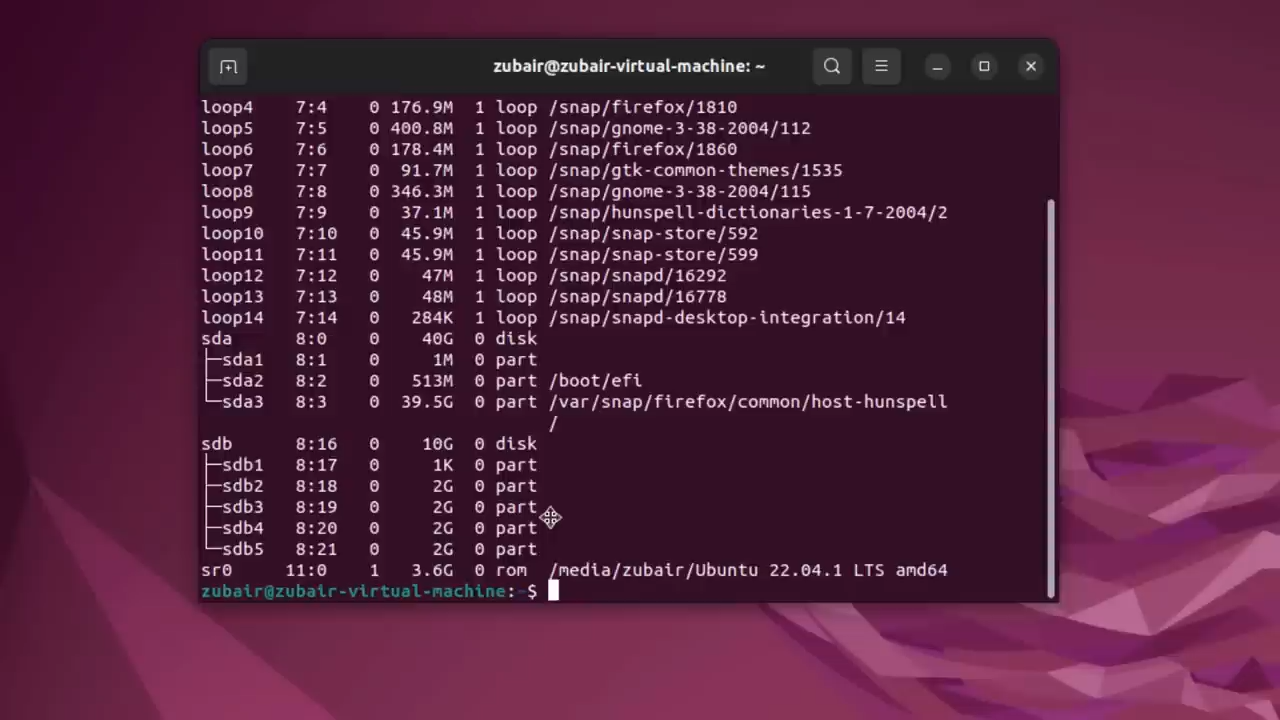 zubair@zubair-virtual-machine: ~
loop4    7:4    0 176.9M  1 loop /snap/firefox/1810
loop5    7:5    0 400.8M  1 loop /snap/gnome-3-38-2004/112
loop6    7:6    0 178.4M  1 loop /snap/firefox/1860
loop7    7:7    0  91.7M  1 loop /snap/gtk-common-themes/1535
loop8    7:8    0 346.3M  1 loop /snap/gnome-3-38-2004/115
loop9    7:9    0  37.1M  1 loop /snap/hunspell-dictionaries-1-7-2004/2
loop10   7:10   0  45.9M  1 loop /snap/snap-store/592
loop11   7:11   0  45.9M  1 loop /snap/snap-store/599
loop12   7:12   0    47M  1 loop /snap/snapd/16292
loop13   7:13   0    48M  1 loop /snap/snapd/16778
loop14   7:14   0   284K  1 loop /snap/snapd-desktop-integration/14
sda      8:0    0    40G  0 disk
├─sda1   8:1    0     1M  0 part
├─sda2   8:2    0   513M  0 part /boot/efi
└─sda3   8:3    0  39.5G  0 part /var/snap/firefox/common/host-hunspell
                                 /
sdb      8:16   0    10G  0 disk
├─sdb1   8:17   0     1K  0 part
├─sdb2   8:18   0     2G  0 part
├─sdb3   8:19   0     2G  0 part
├─sdb4   8:20   0     2G  0 part
└─sdb5   8:21   0     2G  0 part
sr0     11:0    1   3.6G  0 rom  /media/zubair/Ubuntu 22.04.1 LTS amd64
zubair@zubair-virtual-machine:~$